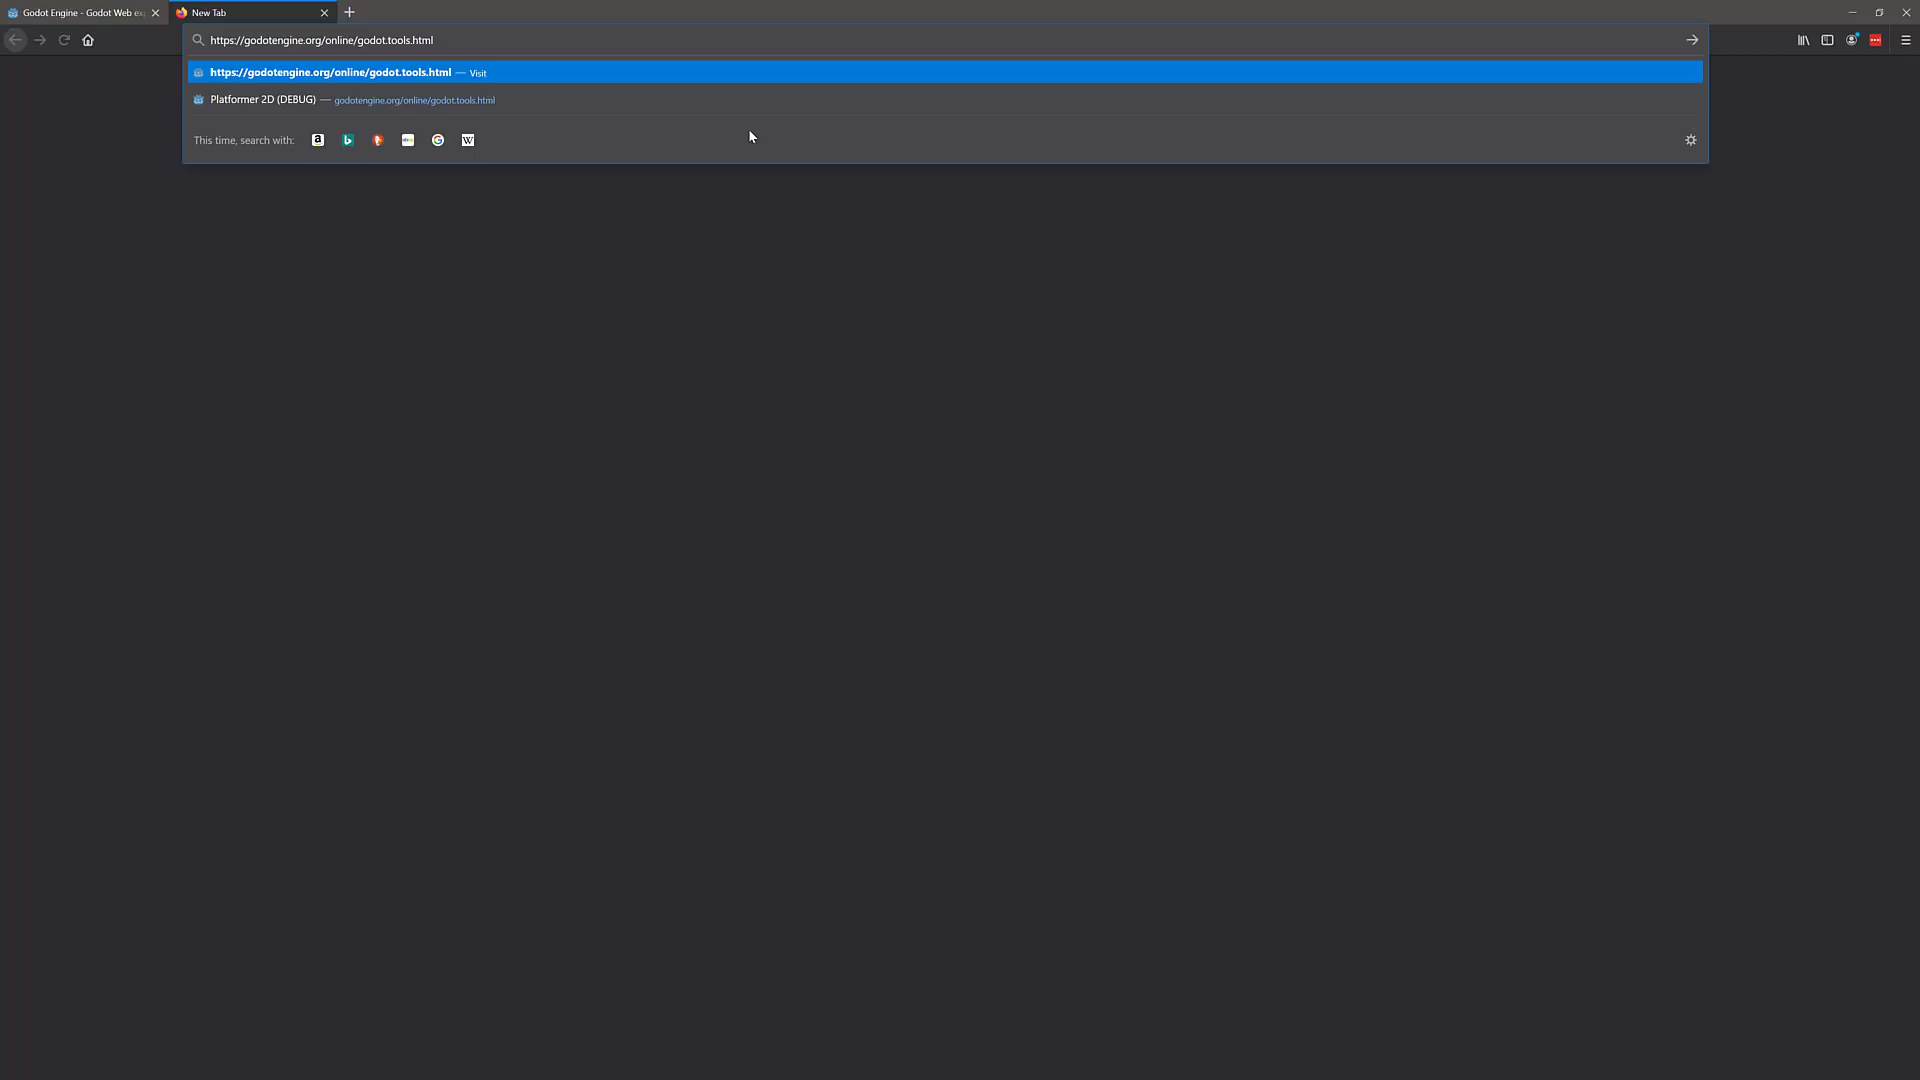 Godot Engine - Godot Web ex
New Tab
https://godotengine.org/online/godot.tools.html
https://godotengine.org/online/godot.tools.html — Visit
Platformer 2D (DEBUG) — godotengine.org/online/godot.tools.html
This time, search with: